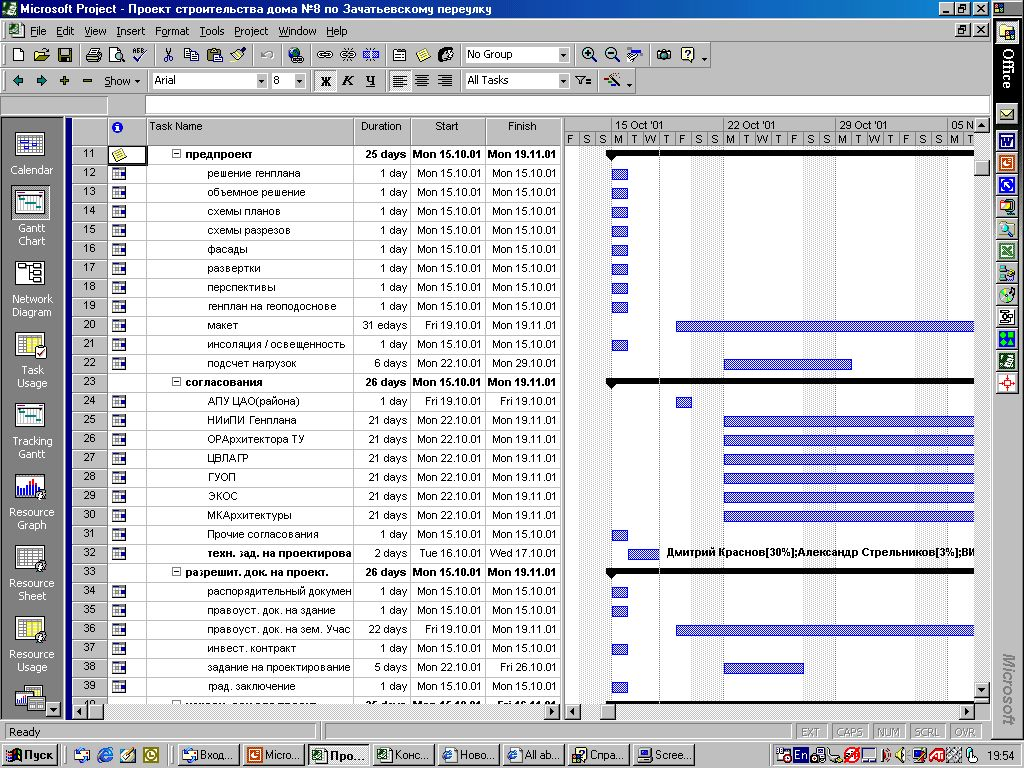 Microsoft Project - Проект строительства дома №8 по Зачатьевскому переулку
File Edit View Insert Format Tools Project Window Help
No Group
Show Arial 8 Ж К Ч All Tasks
Task Name Duration Start Finish
15 Oct '01 22 Oct '01 29 Oct '01 05 N
F S S M T W T F S S M T W T F S S M T W T F S S M T
11 предпроект 25 days Mon 15.10.01 Mon 19.11.01
12 решение генплана 1 day Mon 15.10.01 Mon 15.10.01
13 объемное решение 1 day Mon 15.10.01 Mon 15.10.01
14 схемы планов 1 day Mon 15.10.01 Mon 15.10.01
15 схемы разрезов 1 day Mon 15.10.01 Mon 15.10.01
16 фасады 1 day Mon 15.10.01 Mon 15.10.01
17 развертки 1 day Mon 15.10.01 Mon 15.10.01
18 перспективы 1 day Mon 15.10.01 Mon 15.10.01
19 генплан на геоподоснове 1 day Mon 15.10.01 Mon 15.10.01
20 макет 31 edays Fri 19.10.01 Mon 19.11.01
21 инсоляция / освещенность 1 day Mon 15.10.01 Mon 15.10.01
22 подсчет нагрузок 6 days Mon 22.10.01 Mon 29.10.01
23 согласования 26 days Mon 15.10.01 Mon 19.11.01
24 АПУ ЦАО(района) 1 day Fri 19.10.01 Fri 19.10.01
25 НИиПИ Генплана 21 days Mon 22.10.01 Mon 19.11.01
26 ОРАрхитектора ТУ 21 days Mon 22.10.01 Mon 19.11.01
27 ЦВЛАГР 21 days Mon 22.10.01 Mon 19.11.01
28 ГУОП 21 days Mon 22.10.01 Mon 19.11.01
29 ЭКОС 21 days Mon 22.10.01 Mon 19.11.01
30 МКАрхитектуры 21 days Mon 22.10.01 Mon 19.11.01
31 Прочие согласования 1 day Mon 15.10.01 Mon 15.10.01
32 техн. зад. на проектирова 2 days Tue 16.10.01 Wed 17.10.01 Дмитрий Краснов[30%];Александр Стрельников[3%];ВИ
33 разрешит. док. на проект. 26 days Mon 15.10.01 Mon 19.11.01
34 распорядительный докумен 1 day Mon 15.10.01 Mon 15.10.01
35 правоуст. док. на здание 1 day Mon 15.10.01 Mon 15.10.01
36 правоуст. док. на зем. Учас 22 days Fri 19.10.01 Mon 19.11.01
37 инвест. контракт 1 day Mon 15.10.01 Mon 15.10.01
38 задание на проектирование 5 days Mon 22.10.01 Fri 26.10.01
39 град. заключение 1 day Mon 15.10.01 Mon 15.10.01
Calendar
Gantt
Chart
Network
Diagram
Task
Usage
Tracking
Gantt
Resource
Graph
Resource
Sheet
Resource
Usage
Office
Microsoft
Ready EXT CAPS NUM SCRL OVR
Пуск Вход... Micro... Про... Конс... Ново... All ab... Спра... Scree... En 19:54